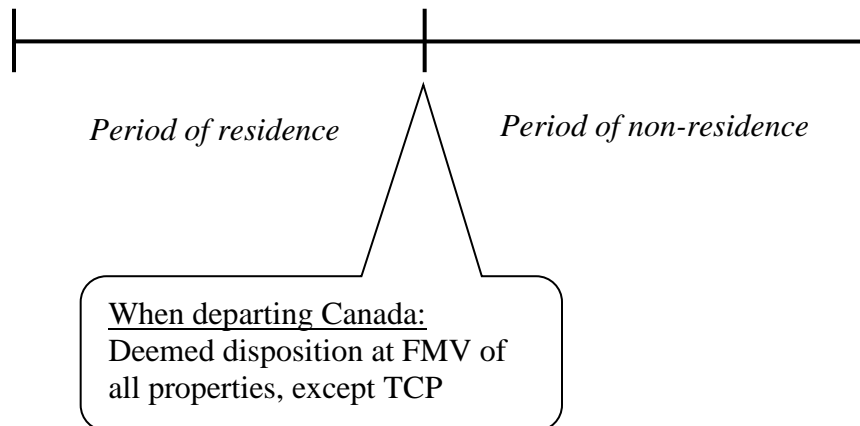 Period of residence
Period of non-residence
When departing Canada:
Deemed disposition at FMV of
all properties, except TCP